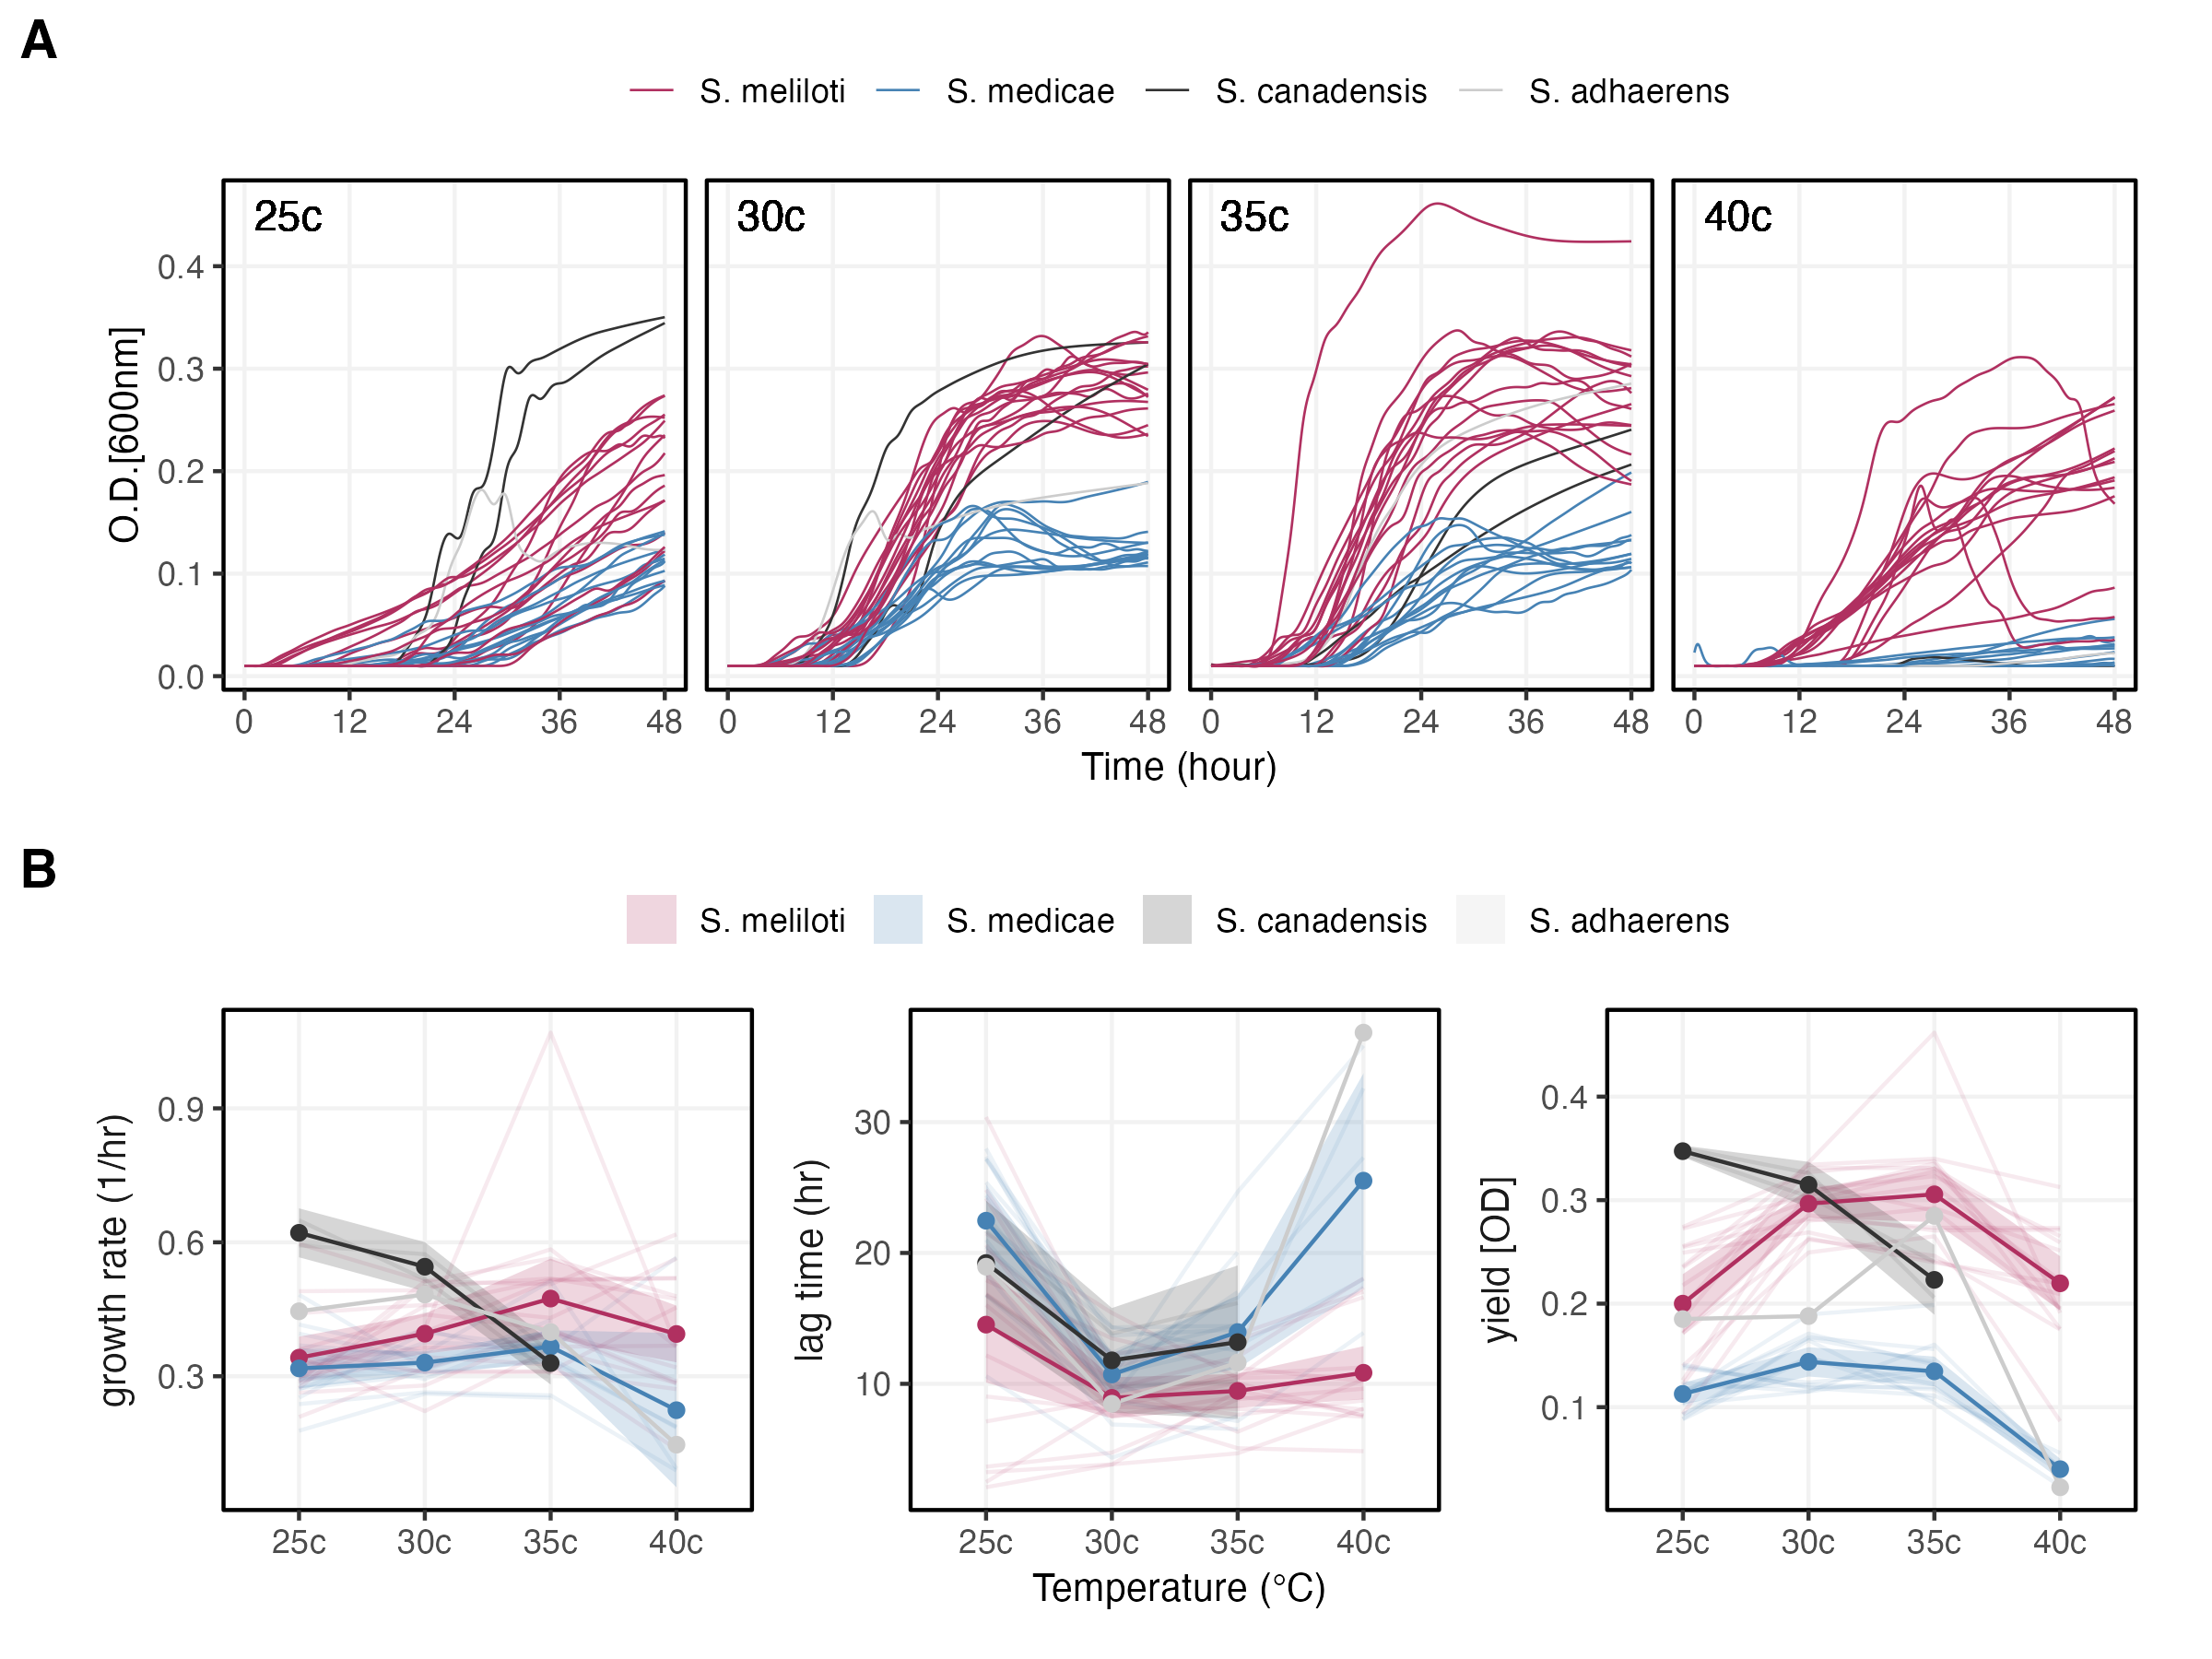 A
S. meliloti S. medicae S. canadensis S. adhaerens
25c 30c 35c 40c
O.D.[600nm]
0.4
0.3
0.2
0.1
0.0
0 12 24 36 48 0 12 24 36 48 0 12 24 36 48 0 12 24 36 48
Time (hour)
B
S. meliloti S. medicae S. canadensis S. adhaerens
growth rate (1/hr)
0.9
0.6
0.3
25c 30c 35c 40c
lag time (hr)
30
20
10
25c 30c 35c 40c
yield [OD]
0.4
0.3
0.2
0.1
25c 30c 35c 40c
Temperature (°C)